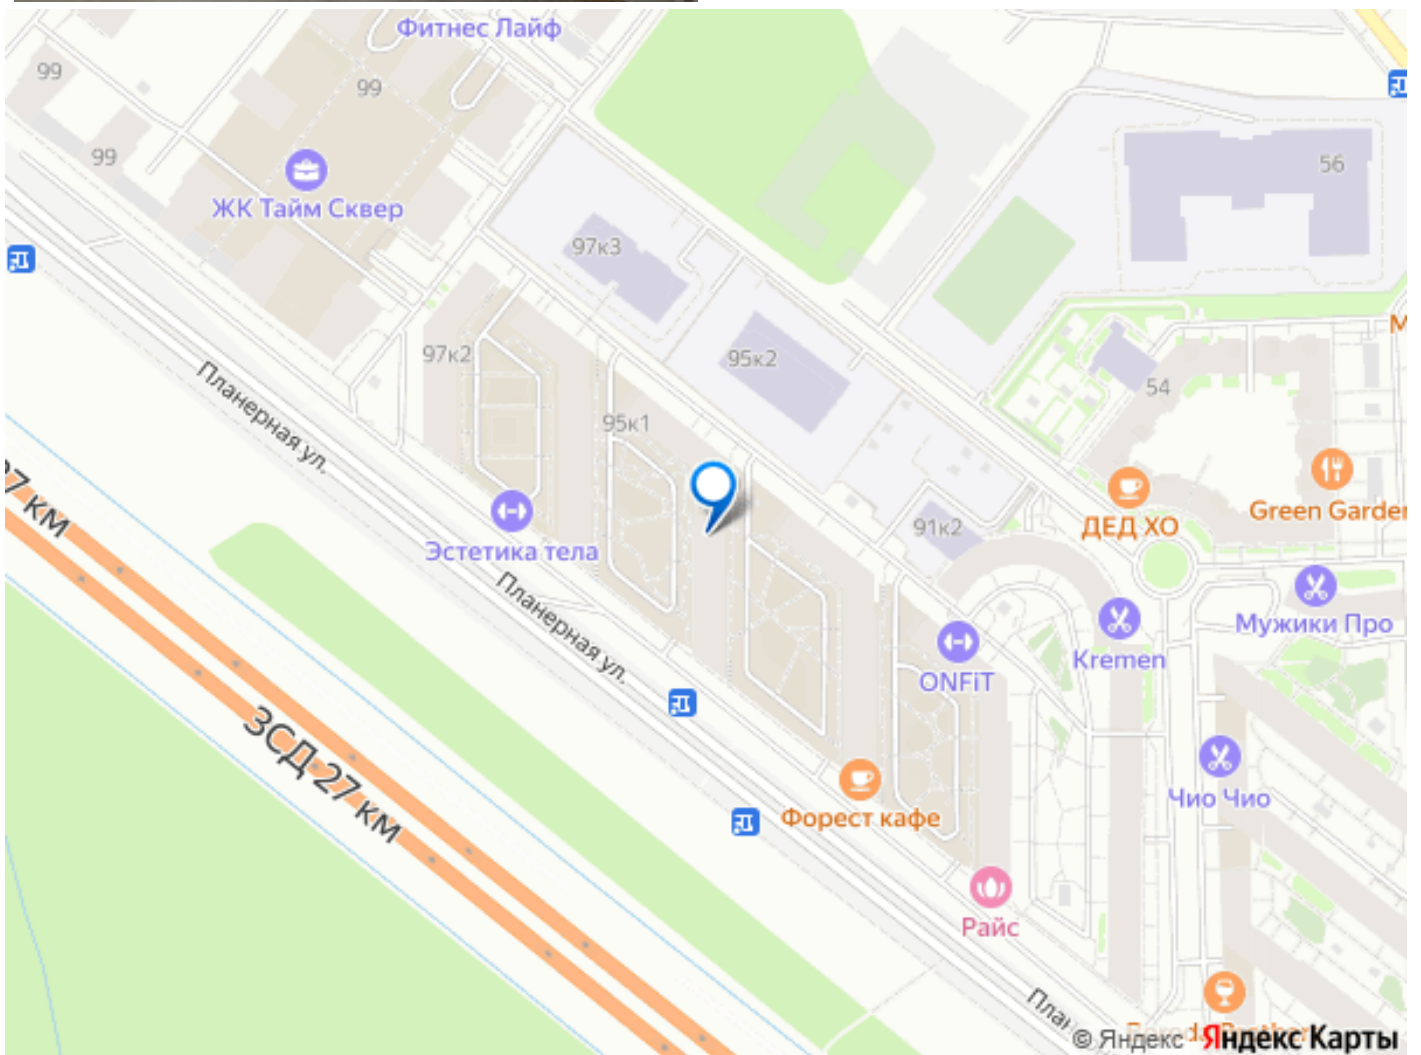 Фитнес Лайф
99
99
99
56
ЖК Тайм Сквер
97к3
97к2
95к2
54
Планерная ул.
95к1
27 км
Green Garden
ДЕД ХО
91к2
Эстетика тела
Планерная ул.
Мужики Про
Kremen
ONFiT
ЗСД 27 км
Чио Чио
Форест кафе
Райс
План
© Яндекс Яндекс Карты